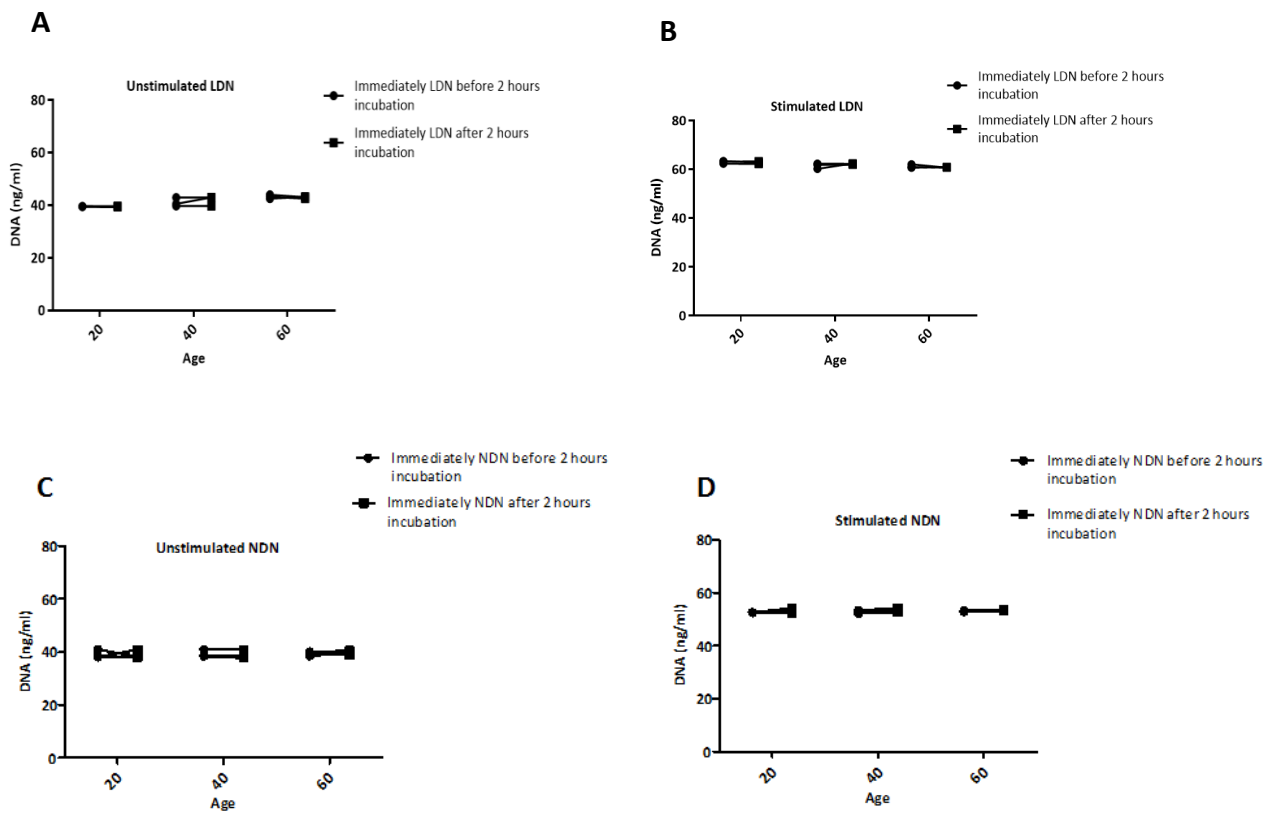 A
Unstimulated LDN
Immediately LDN before 2 hours
incubation
Immediately LDN after 2 hours
incubation
80
60
40
20
0
DNA (ng/ml)
20
40
60
Age
B
Stimulated LDN
Immediately LDN before 2 hours
incubation
Immediately LDN after 2 hours
incubation
80
60
40
20
0
DNA (ng/ml)
20
40
60
Age
C
Unstimulated NDN
Immediately NDN before 2 hours
incubation
Immediately NDN after 2 hours
incubation
80
60
40
20
0
DNA (ng/ml)
20
40
60
Age
D
Stimulated NDN
Immediately NDN before 2 hours
incubation
Immediately NDN after 2 hours
incubation
80
60
40
20
0
DNA (ng/ml)
20
40
60
Age